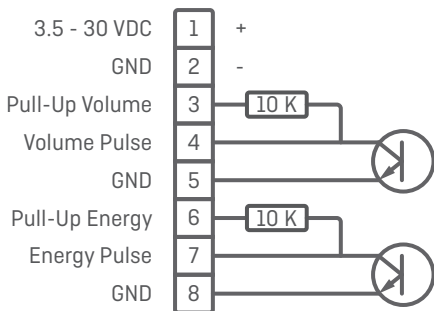 3.5 - 30 VDC 1 +
GND 2 -
Pull-Up Volume 3 10 K
Volume Pulse 4
GND 5
Pull-Up Energy 6 10 K
Energy Pulse 7
GND 8